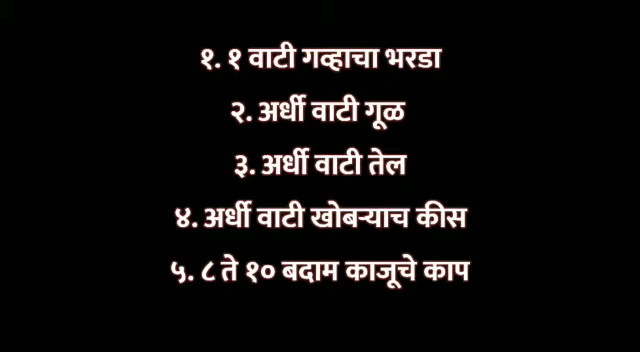 १. १ वाटी गव्हाचा भरडा
२. अर्धी वाटी गूळ
३. अर्धी वाटी तेल
४. अर्धी वाटी खोबऱ्याच कीस
५. ८ ते १० बदाम काजूचे काप